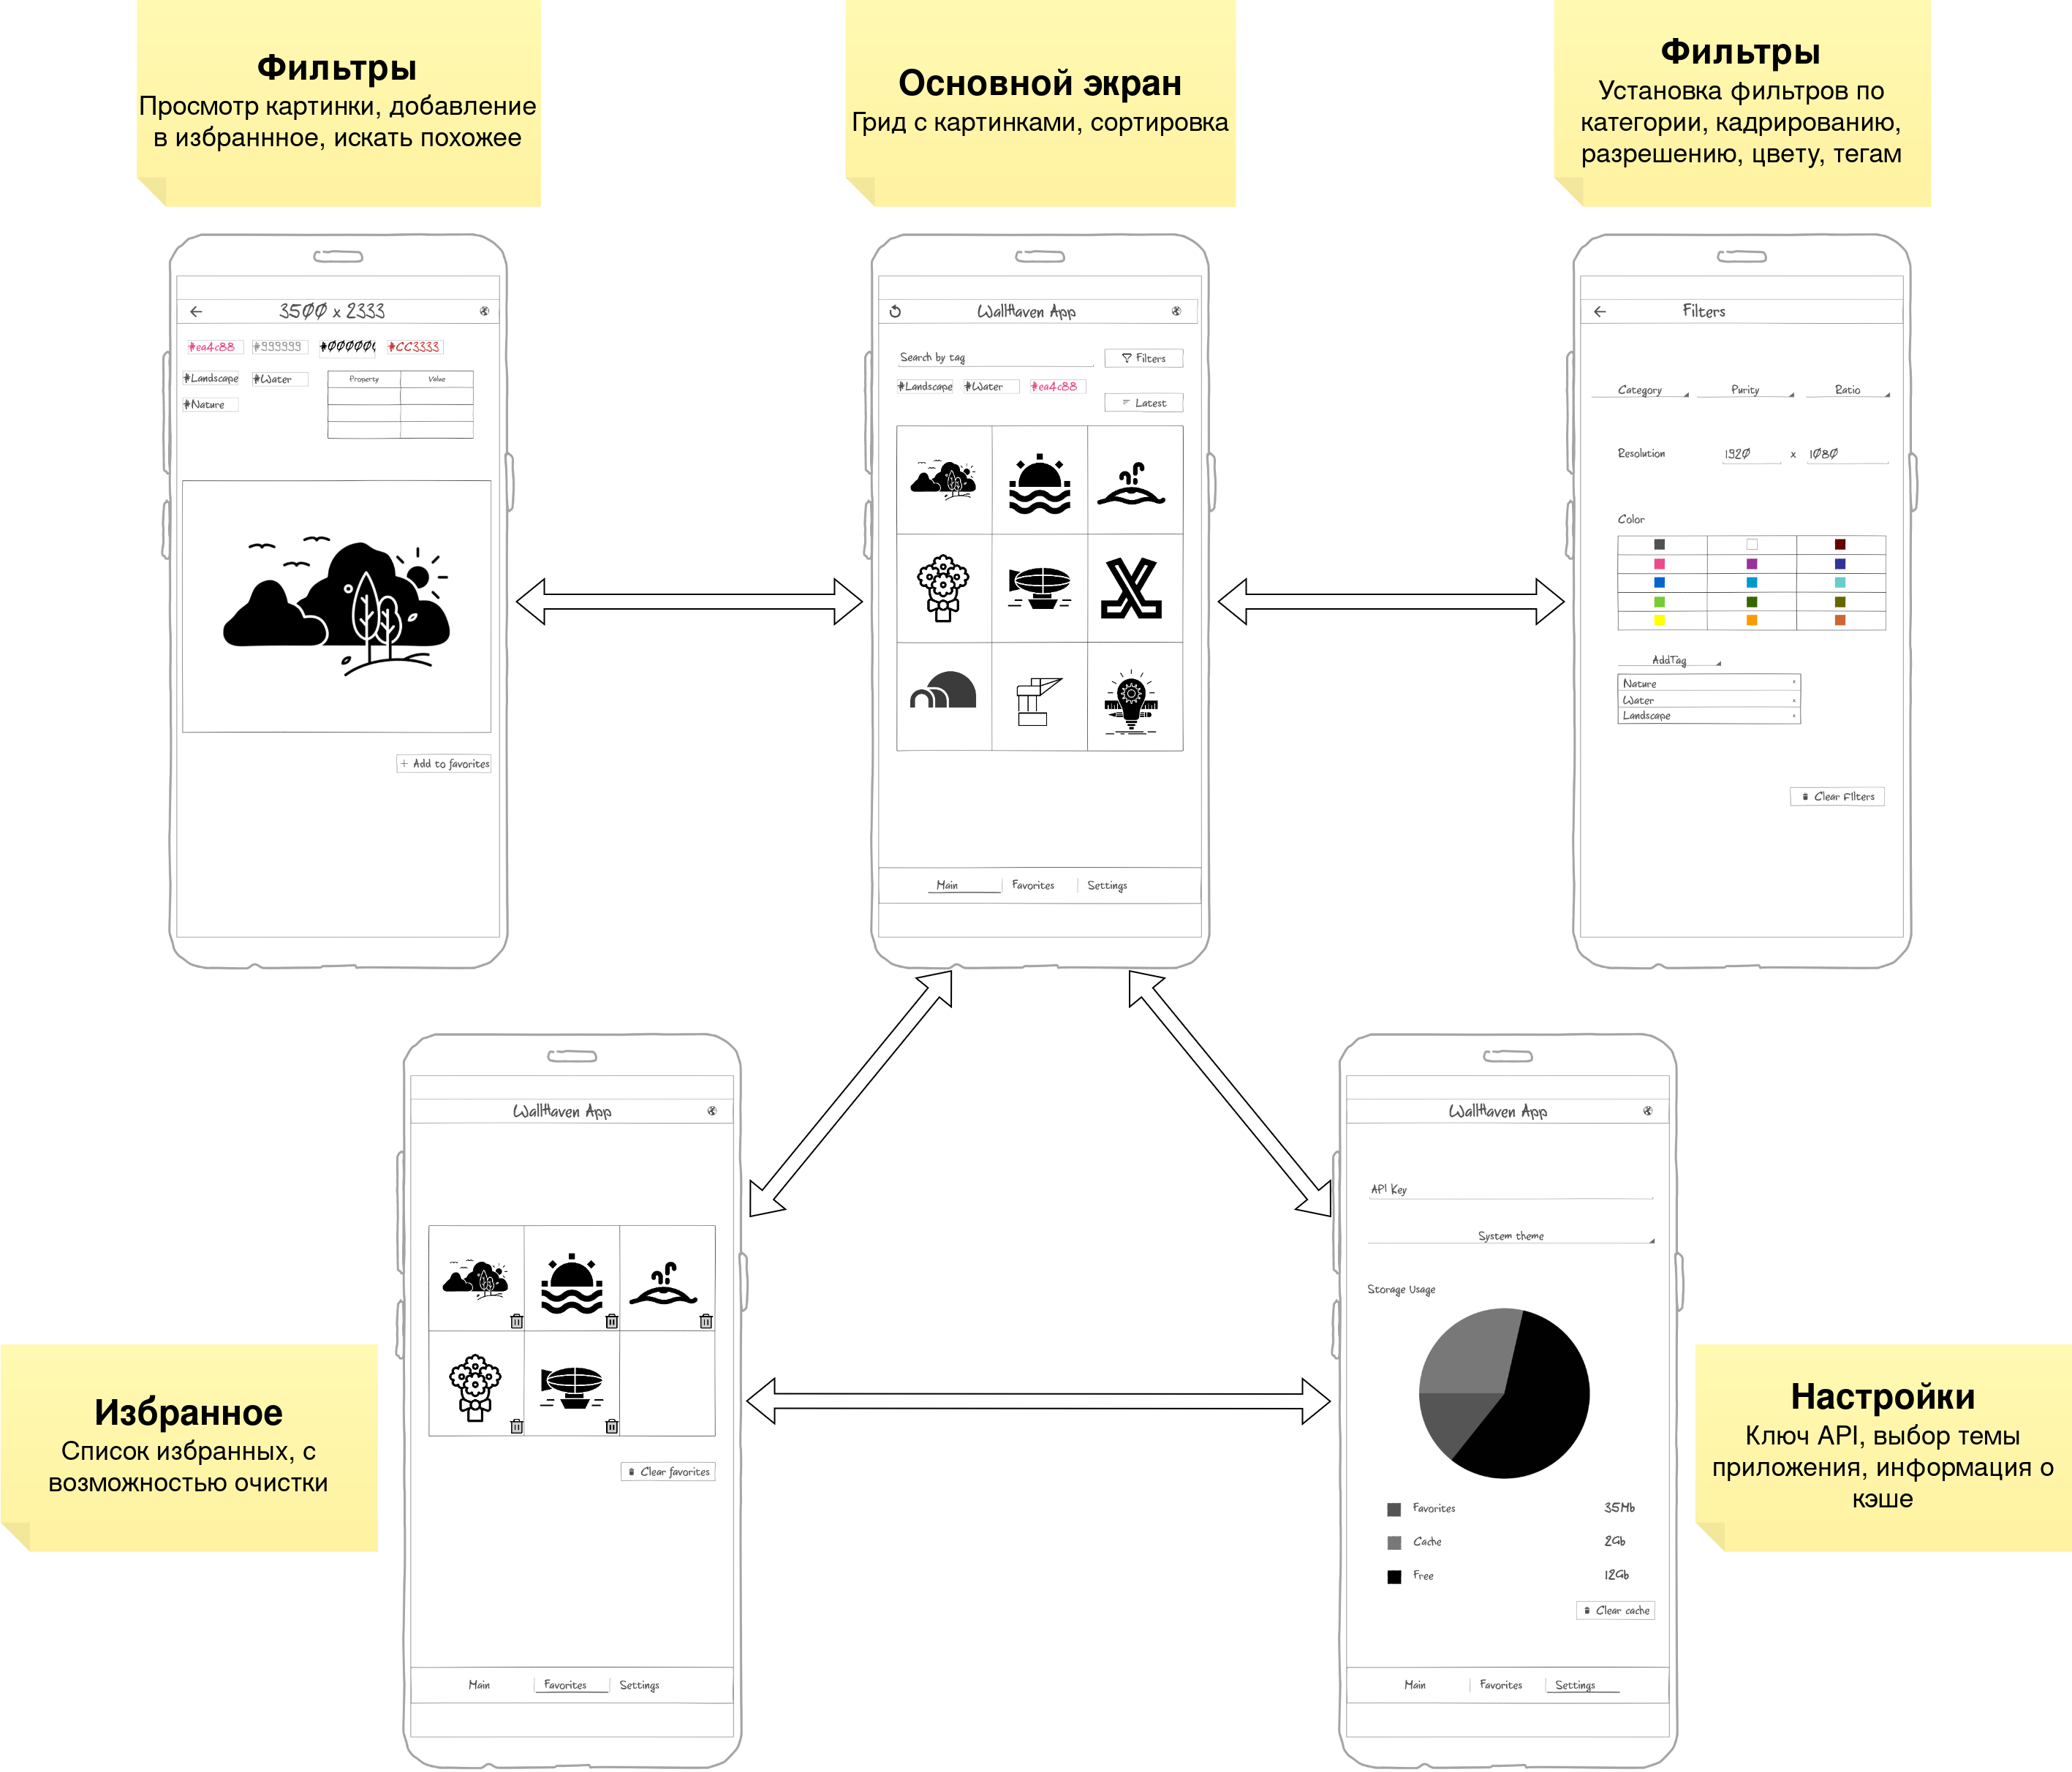 Фильтры
Просмотр картинки, добавление
в избраннное, искать похожее
Основной экран
Грид с картинками, сортировка
Фильтры
Установка фильтров по
категории, кадрированию,
разрешению, цвету, тегам
3500 x 2333
#ea4c88 #999999 #000000 #CC3333
#Landscape #Water
#Nature
Property Value
+ Add to favorites
WallHaven App
Search by tag
Filters
#Landscape #Water #ea4c88
Latest
Main Favorites Settings
Filters
Category Purity Ratio
Resolution 1920 x 1080
Color
AddTag
Nature x
Water x
Landscape x
Clear FIlters
Избранное
Список избранных, с
возможностью очистки
WallHaven App
Clear favorites
Main Favorites Settings
WallHaven App
API Key
System theme
Storage Usage
Favorites 35Mb
Cache 2Gb
Free 12Gb
Clear cache
Main Favorites Settings
Настройки
Ключ API, выбор темы
приложения, информация о
кэше